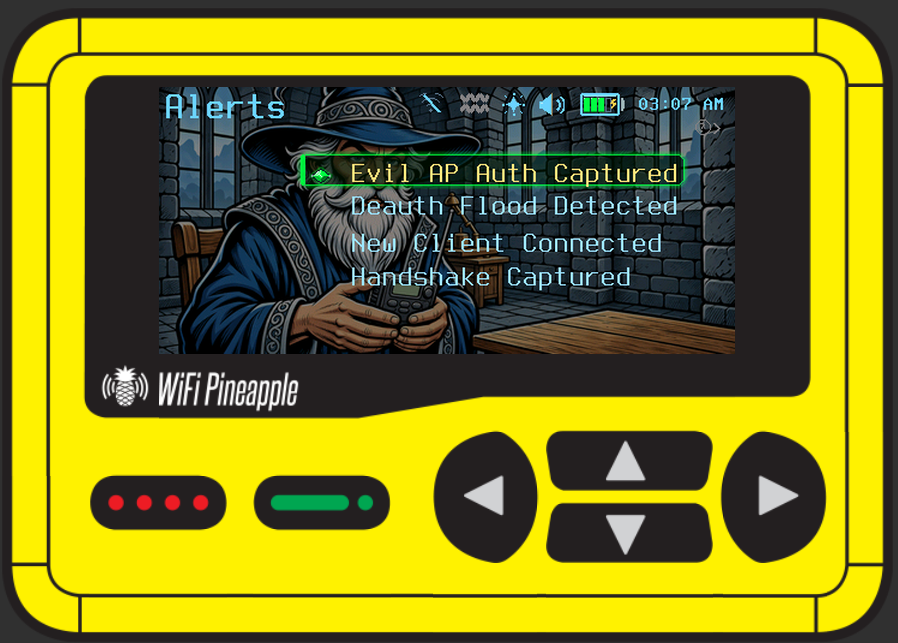 Alerts
03:07 AM
Evil AP Auth Captured
Deauth Flood Detected
New Client Connected
Handshake Captured
WiFi Pineapple